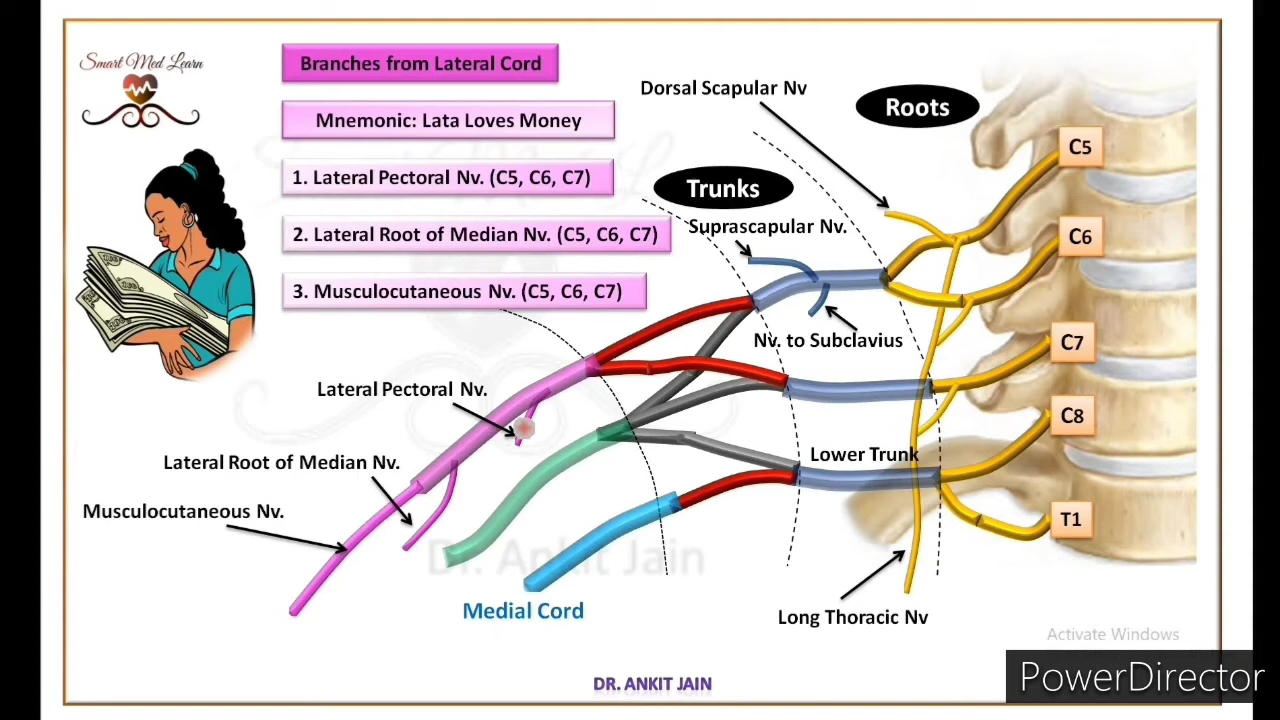 Smart Med Learn
Branches from Lateral Cord
Mnemonic: Lata Loves Money
1. Lateral Pectoral Nv. (C5, C6, C7)
2. Lateral Root of Median Nv. (C5, C6, C7)
3. Musculocutaneous Nv. (C5, C6, C7)
Dorsal Scapular Nv
Roots
Trunks
Suprascapular Nv.
C5
C6
Nv. to Subclavius
C7
Lateral Pectoral Nv.
C8
Lateral Root of Median Nv.
Lower Trunk
Musculocutaneous Nv.
T1
Dr. Ankit Jain
Medial Cord
Long Thoracic Nv
Activate Windows
PowerDirector
DR. ANKIT JAIN